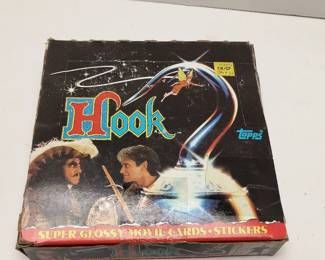 Hook
topps
SUPER GLOSSY MOVIE CARDS • STICKERS